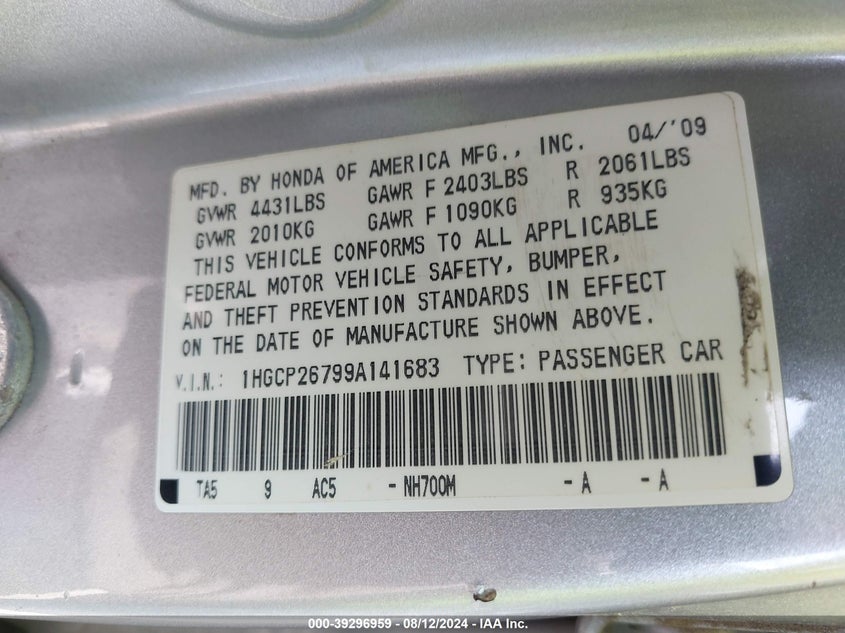 MFD. BY HONDA OF AMERICA MFG., INC. 04/'09
GVWR 4431LBS GAWR F 2403LBS R 2061LBS
GVWR 2010KG GAWR F 1090KG R 935KG
THIS VEHICLE CONFORMS TO ALL APPLICABLE
FEDERAL MOTOR VEHICLE SAFETY, BUMPER,
AND THEFT PREVENTION STANDARDS IN EFFECT
ON THE DATE OF MANUFACTURE SHOWN ABOVE.
V.I.N.: 1HGCP26799A141683 TYPE: PASSENGER CAR
TA5 9 AC5 -NH700M -A -A
000-39296959 - 08/12/2024 - IAA Inc.